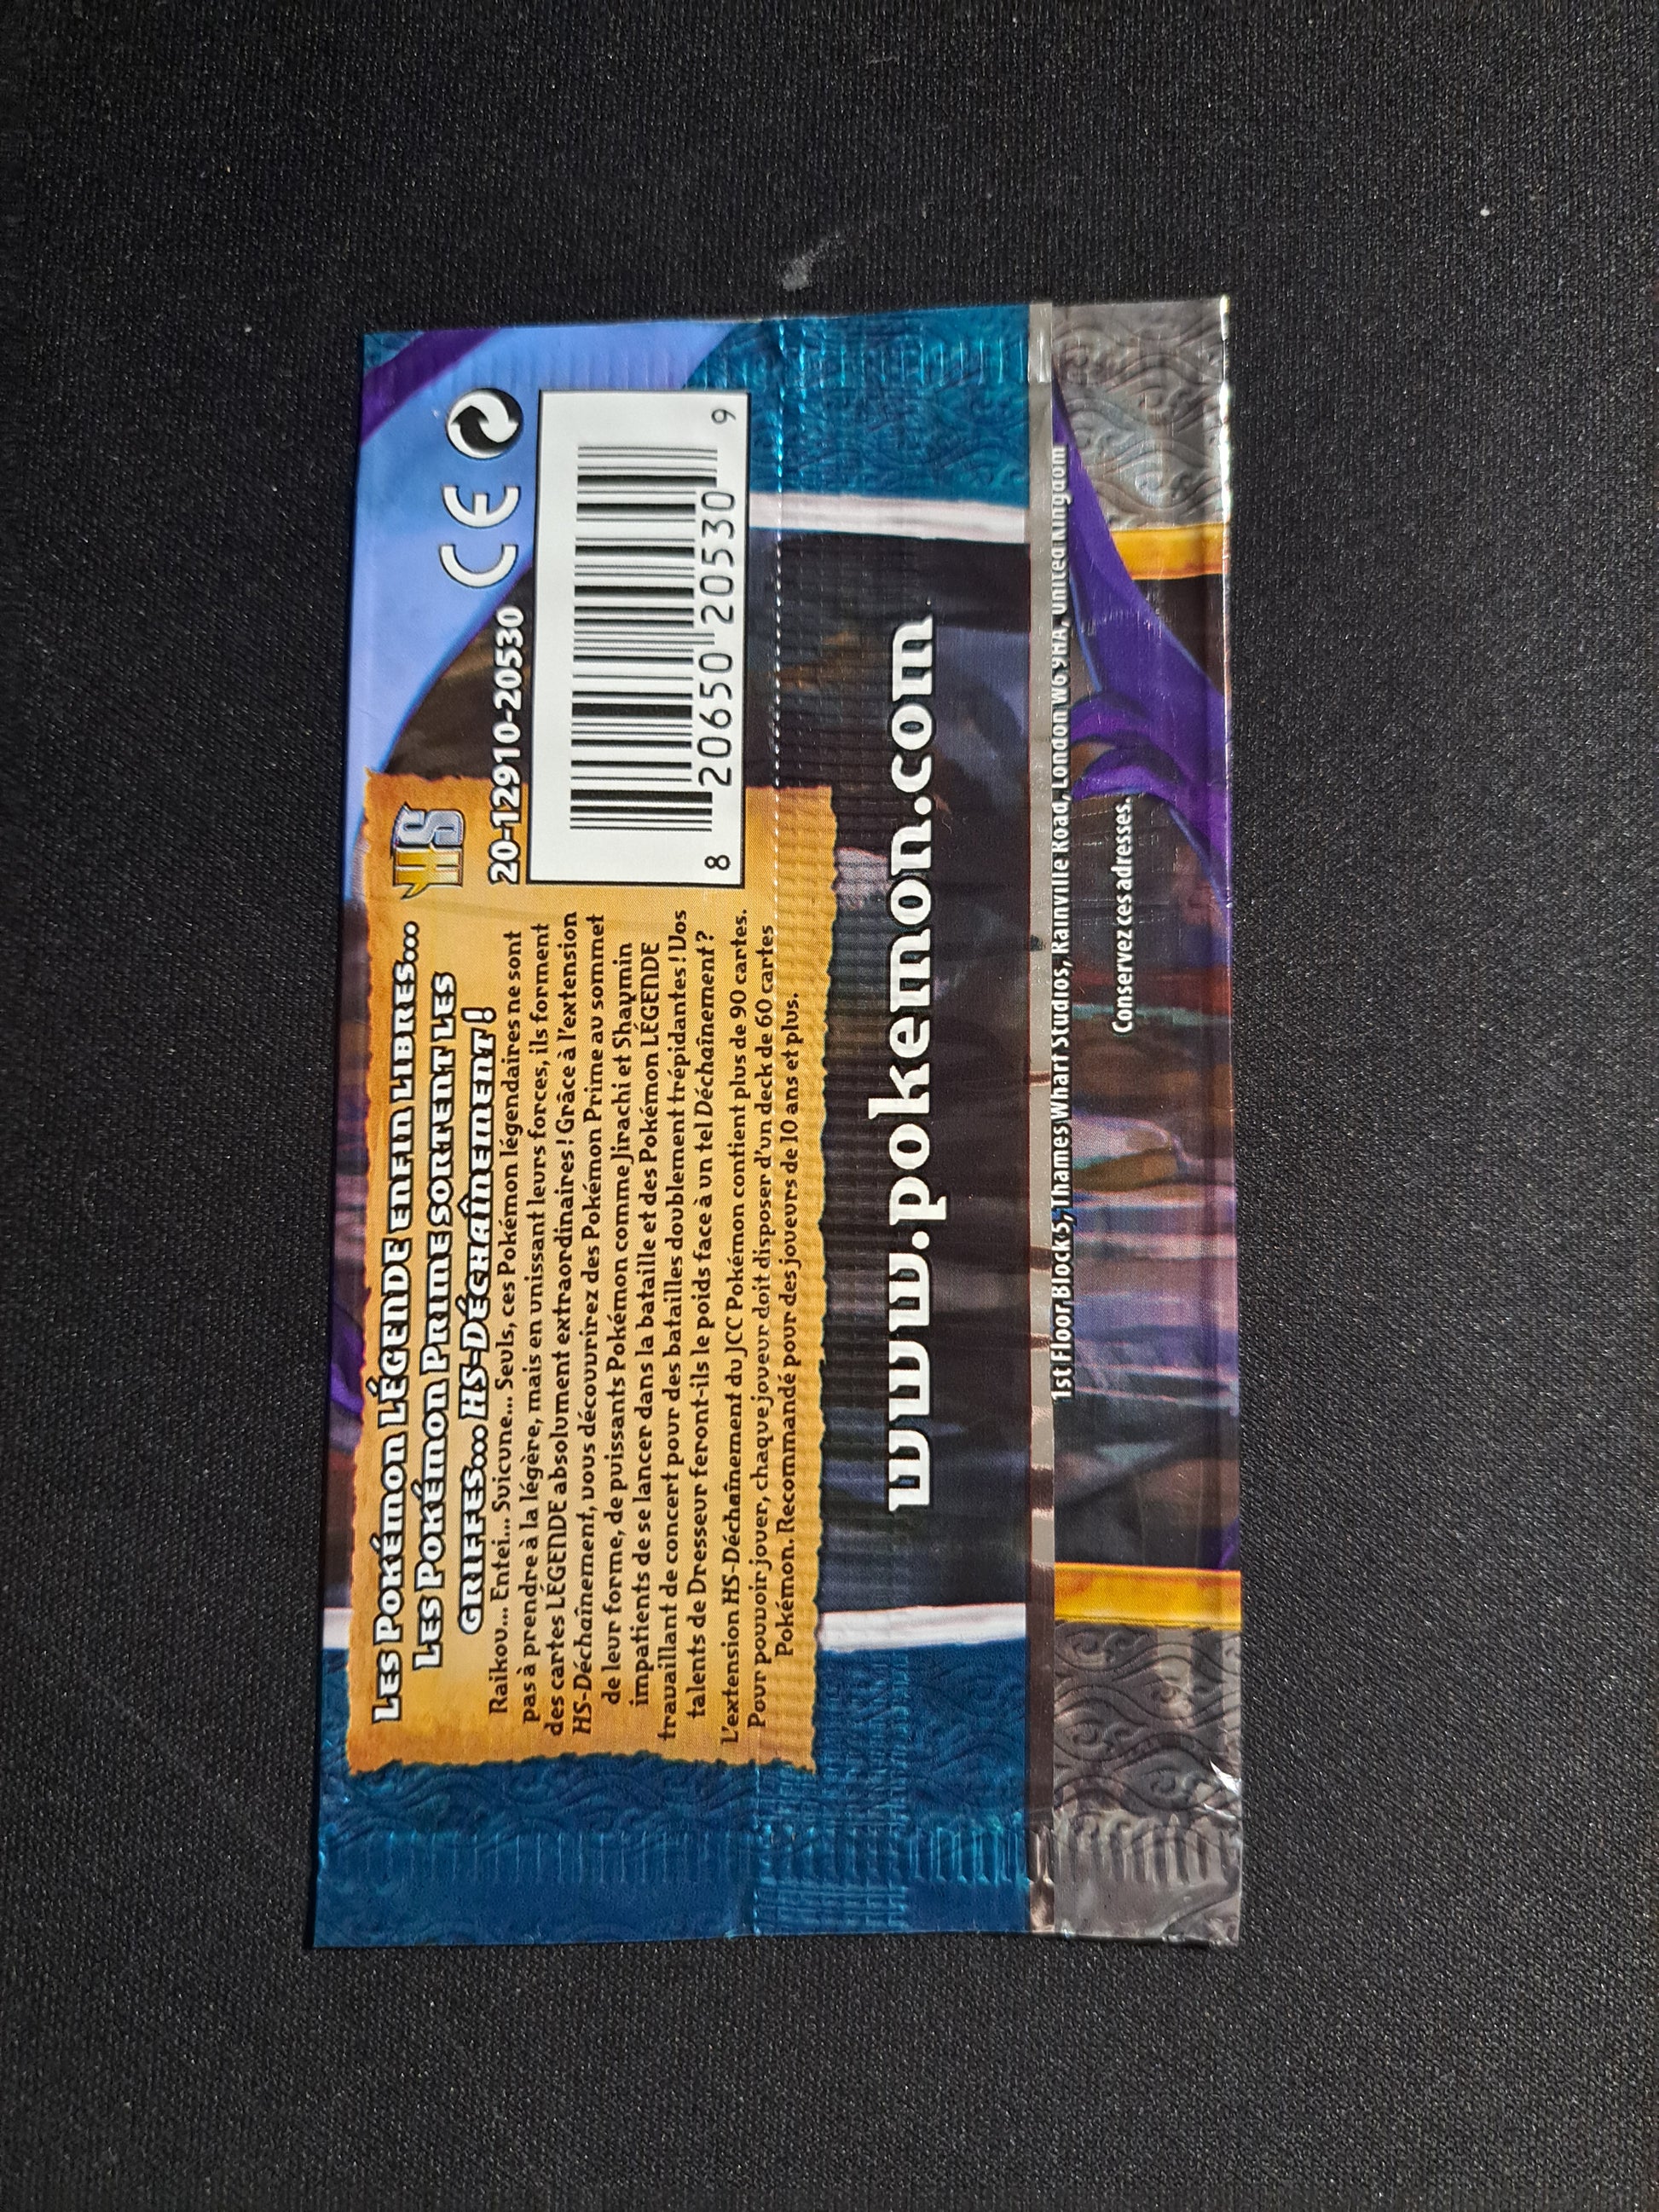 LES POKÉMON LÉGENDE ENFIN LIBRES...
LES POKÉMON PRIME SORTENT LES
GRIFFES... HS-DÉCHAÎNEMENT !
Raikou... Entei... Suicune... Seuls, ces Pokémon légendaires ne sont
pas à prendre à la légère, mais en unissant leurs forces, ils forment
des cartes LÉGENDE absolument extraordinaires ! Grâce à l'extension
HS-Déchaînement, vous découvrirez des Pokémon Prime au sommet
de leur forme, de puissants Pokémon comme Jirachi et Shaymin
impatients de se lancer dans la bataille et des Pokémon LÉGENDE
travaillant de concert pour des batailles doublement trépidantes ! Vos
talents de Dresseur feront-ils le poids face à un tel Déchaînement ?
L'extension HS-Déchaînement du JCC Pokémon contient plus de 90 cartes.
Pour pouvoir jouer, chaque joueur doit disposer d'un deck de 60 cartes
Pokémon. Recommandé pour des joueurs de 10 ans et plus.
HS
20-12910-20530
CE
8 20650 20530 9
www.pokemon.com
1st Floor Block 5, Thames Wharf Studios, Rainville Road, London W6 9HA, United Kingdom
Conservez ces adresses.